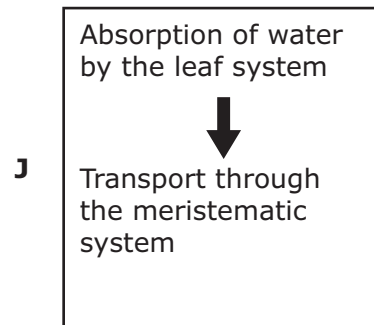 Absorption of water
by the leaf system
J
Transport through
the meristematic
system